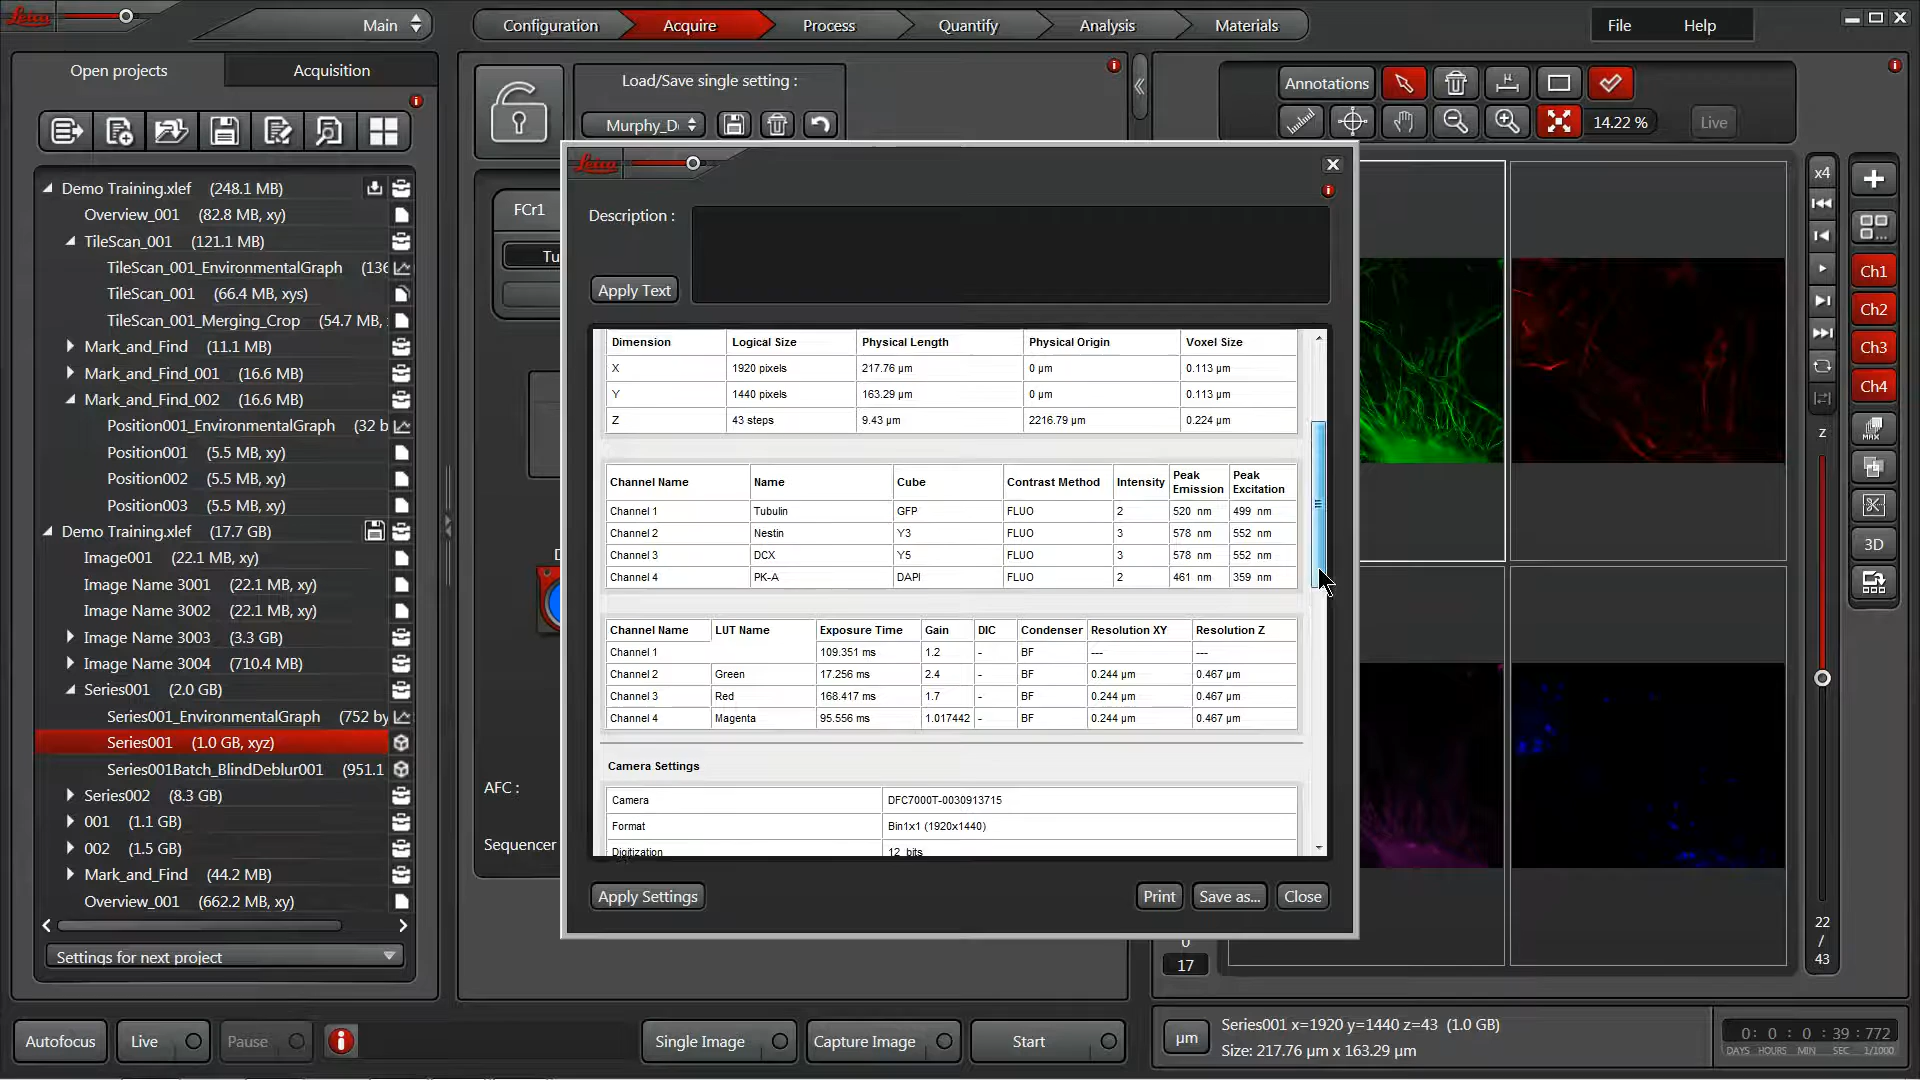 Leica
Main
Configuration
Acquire
Process
Quantify
Analysis
Materials
File
Help
Open projects
Acquisition
Load/Save single setting :
Murphy_D
Annotations
14.22 %
Live
Demo Training.xlef (248.1 MB)
Overview_001 (82.8 MB, xy)
TileScan_001 (121.1 MB)
TileScan_001_EnvironmentalGraph (136
TileScan_001 (66.4 MB, xys)
TileScan_001_Merging_Crop (54.7 MB,
Mark_and_Find (11.1 MB)
Mark_and_Find_001 (16.6 MB)
Mark_and_Find_002 (16.6 MB)
Position001_EnvironmentalGraph (32 b
Position001 (5.5 MB, xy)
Position002 (5.5 MB, xy)
Position003 (5.5 MB, xy)
Demo Training.xlef (17.7 GB)
Image001 (22.1 MB, xy)
Image Name 3001 (22.1 MB, xy)
Image Name 3002 (22.1 MB, xy)
Image Name 3003 (3.3 GB)
Image Name 3004 (710.4 MB)
Series001 (2.0 GB)
Series001_EnvironmentalGraph (752 by
Series001 (1.0 GB, xyz)
Series001Batch_BlindDeblur001 (951.1
Series002 (8.3 GB)
001 (1.1 GB)
002 (1.5 GB)
Mark_and_Find (44.2 MB)
Overview_001 (662.2 MB, xy)
Settings for next project
FCr1
Tu
AFC :
Sequencer
Leica
Description :
Apply Text
Dimension Logical Size Physical Length Physical Origin Voxel Size
X 1920 pixels 217.76 µm 0 µm 0.113 µm
Y 1440 pixels 163.29 µm 0 µm 0.113 µm
Z 43 steps 9.43 µm 2216.79 µm 0.224 µm
Channel Name Name Cube Contrast Method Intensity Peak Emission Peak Excitation
Channel 1 Tubulin GFP FLUO 2 520 nm 499 nm
Channel 2 Nestin Y3 FLUO 3 578 nm 552 nm
Channel 3 DCX Y5 FLUO 3 578 nm 552 nm
Channel 4 PK-A DAPI FLUO 2 461 nm 359 nm
Channel Name LUT Name Exposure Time Gain DIC Condenser Resolution XY Resolution Z
Channel 1 109.351 ms 1.2 - BF --- ---
Channel 2 Green 17.256 ms 2.4 - BF 0.244 µm 0.467 µm
Channel 3 Red 168.417 ms 1.7 - BF 0.244 µm 0.467 µm
Channel 4 Magenta 95.556 ms 1.017442 - BF 0.244 µm 0.467 µm
Camera Settings
Camera DFC7000T-0030913715
Format Bin1x1 (1920x1440)
Digitization 12 bits
Apply Settings
Print
Save as...
Close
x4
Ch1
Ch2
Ch3
Ch4
MAX
3D
z
22
/
43
0
17
Autofocus
Live
Pause
Single Image
Capture Image
Start
µm
Series001 x=1920 y=1440 z=43 (1.0 GB)
Size: 217.76 µm x 163.29 µm
0: 0 : 0 : 39 : 772
DAYS HOURS MIN SEC 1/1000